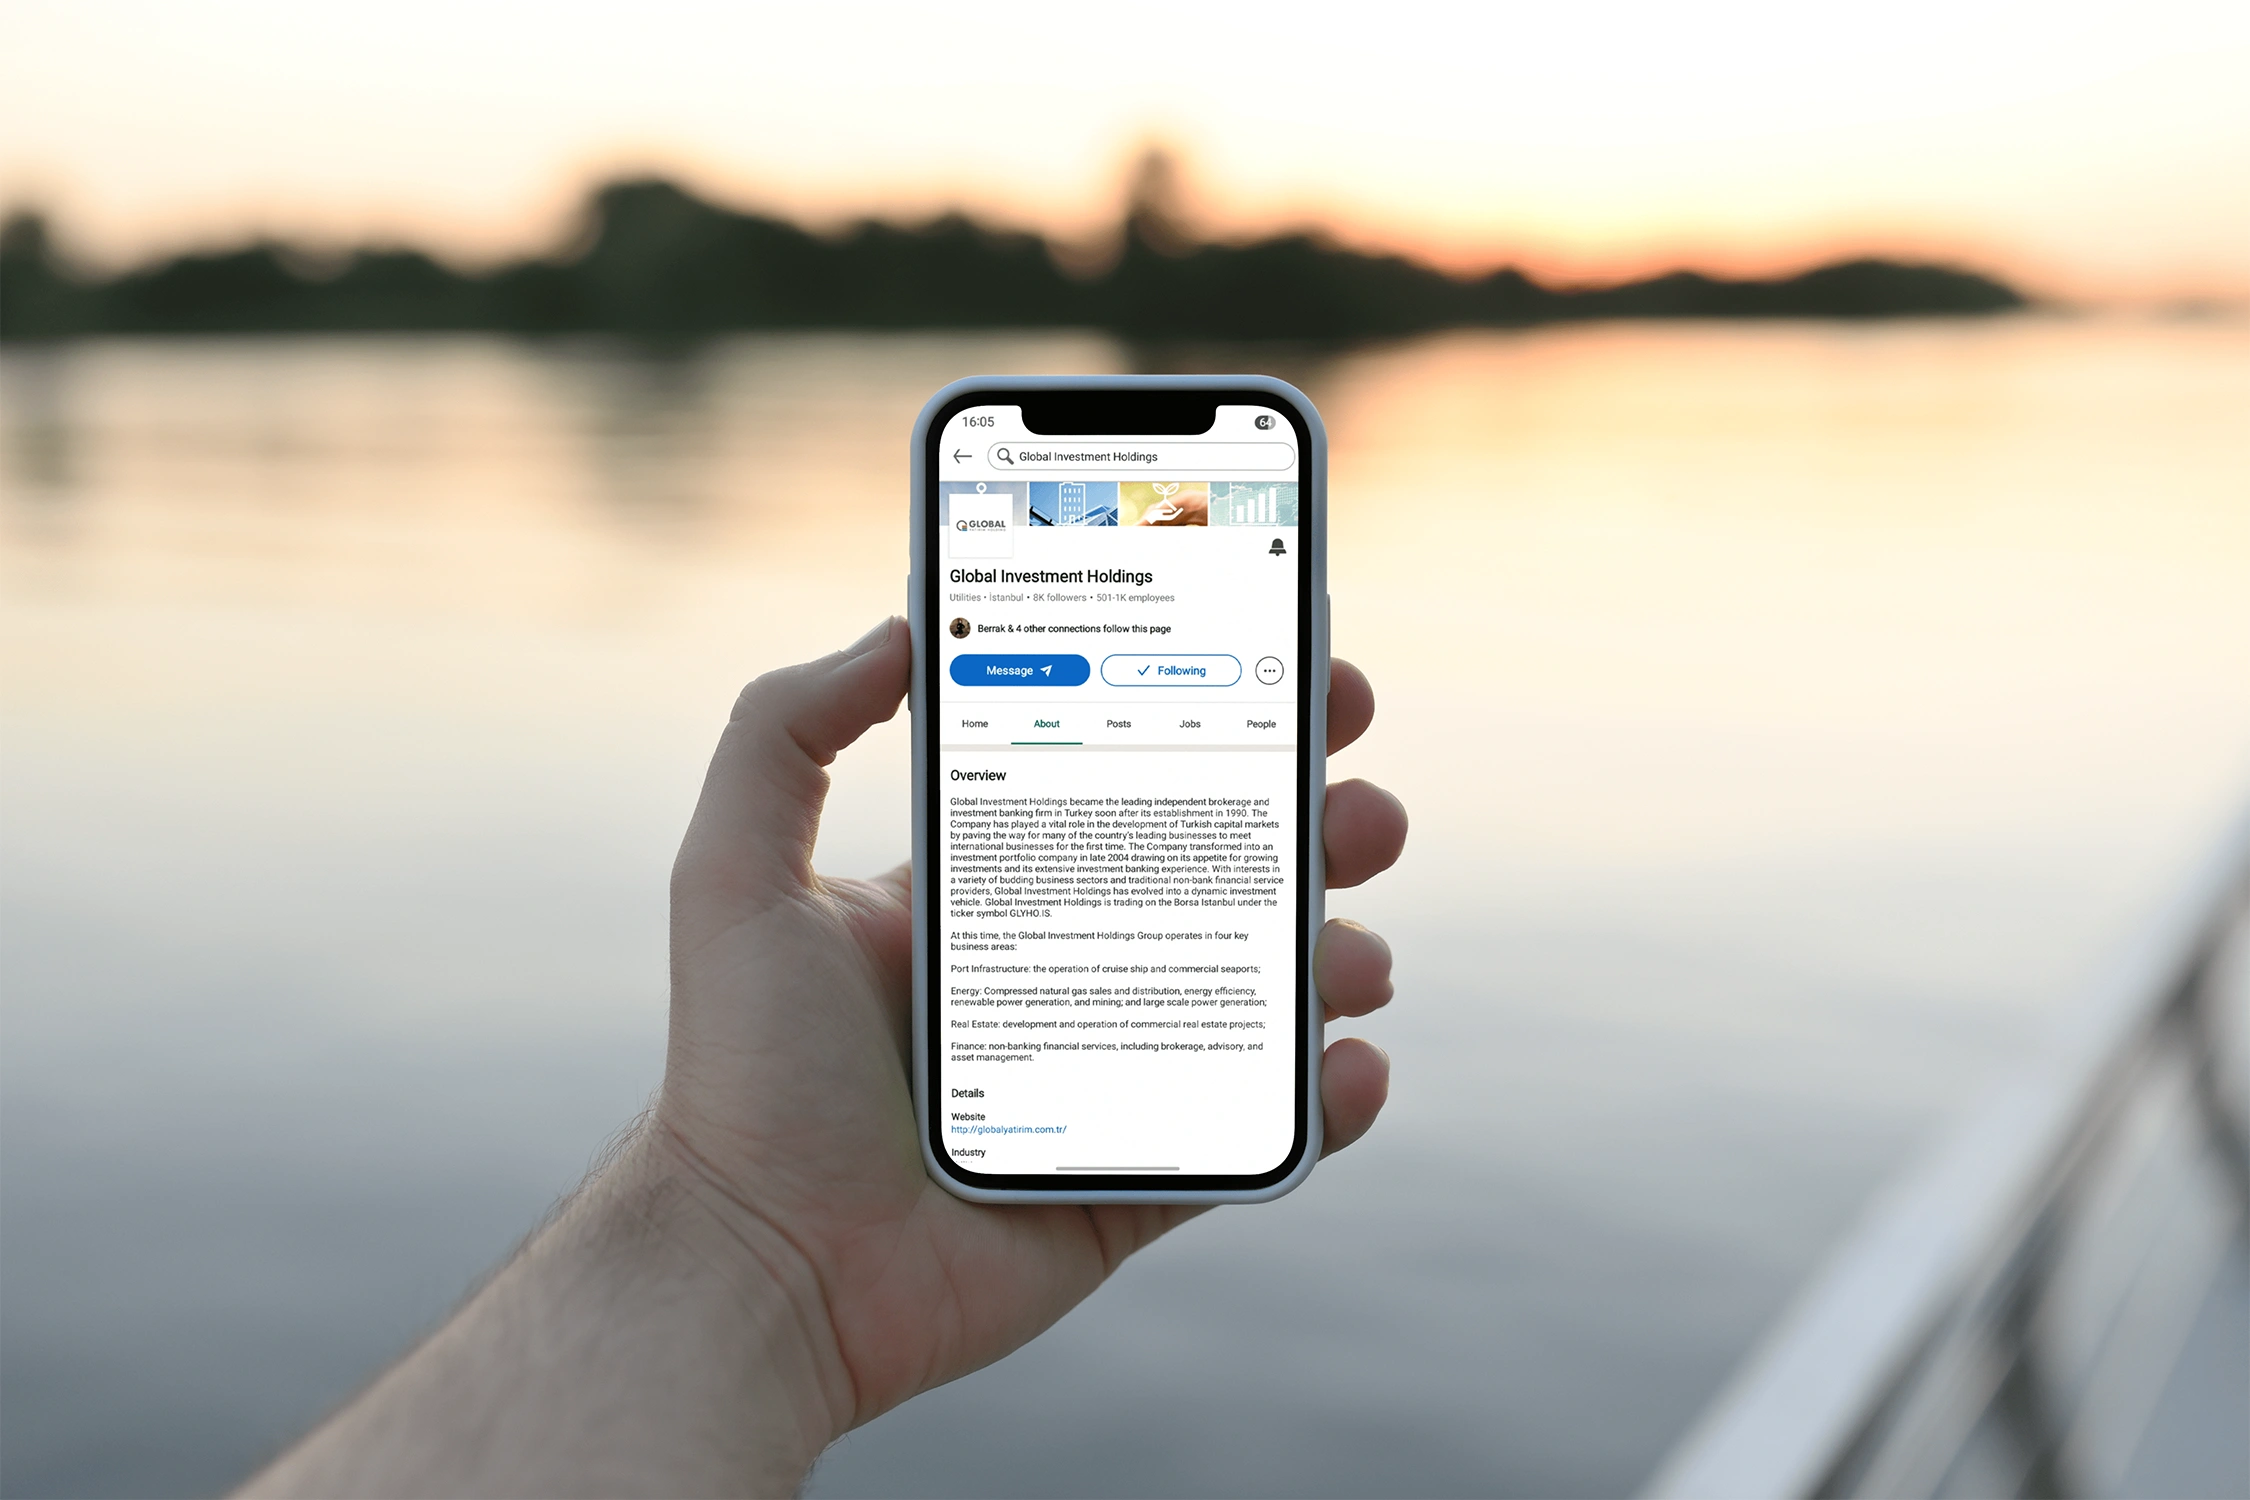 16:05
64
Global Investment Holdings
GLOBAL
Global Investment Holdings
Utilities • İstanbul • 8K followers • 501-1K employees
Berrak & 4 other connections follow this page
Message
Following
Home About Posts Jobs People
Overview
Global Investment Holdings became the leading independent brokerage and
investment banking firm in Turkey soon after its establishment in 1990. The
Company has played a vital role in the development of Turkish capital markets
by paving the way for many of the country's leading businesses to meet
international businesses for the first time. The Company transformed into an
investment portfolio company in late 2004 drawing on its appetite for growing
investments and its extensive investment banking experience. With interests in
a variety of budding business sectors and traditional non-bank financial service
providers, Global Investment Holdings has evolved into a dynamic investment
vehicle. Global Investment Holdings is trading on the Borsa Istanbul under the
ticker symbol GLYHO.IS.
At this time, the Global Investment Holdings Group operates in four key
business areas:
Port Infrastructure: the operation of cruise ship and commercial seaports;
Energy: Compressed natural gas sales and distribution, energy efficiency,
renewable power generation, and mining; and large scale power generation;
Real Estate: development and operation of commercial real estate projects;
Finance: non-banking financial services, including brokerage, advisory, and
asset management.
Details
Website
http://globalyatirim.com.tr/
Industry